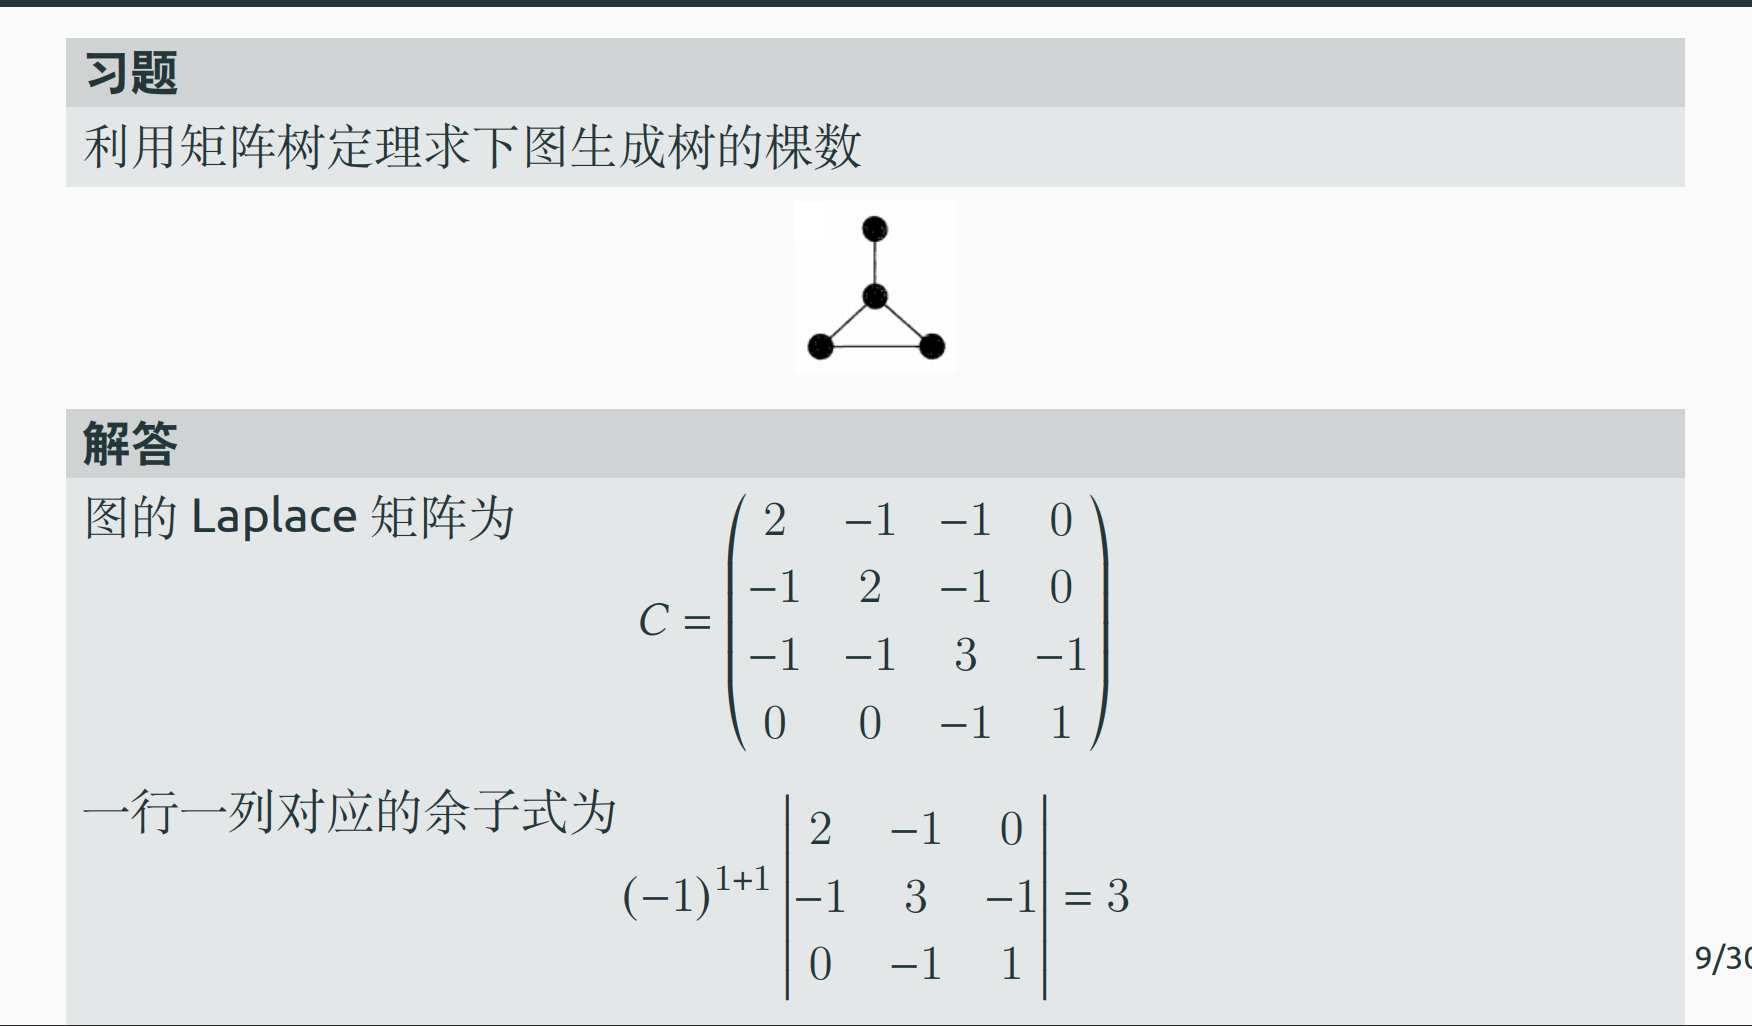 习题
利用矩阵树定理求下图生成树的棵数
解答
图的 Laplace 矩阵为
C = \begin{pmatrix} 2 & -1 & -1 & 0 \\ -1 & 2 & -1 & 0 \\ -1 & -1 & 3 & -1 \\ 0 & 0 & -1 & 1 \end{pmatrix}
一行一列对应的余子式为
(-1)^{1+1} \begin{vmatrix} 2 & -1 & 0 \\ -1 & 3 & -1 \\ 0 & -1 & 1 \end{vmatrix} = 3
9/30